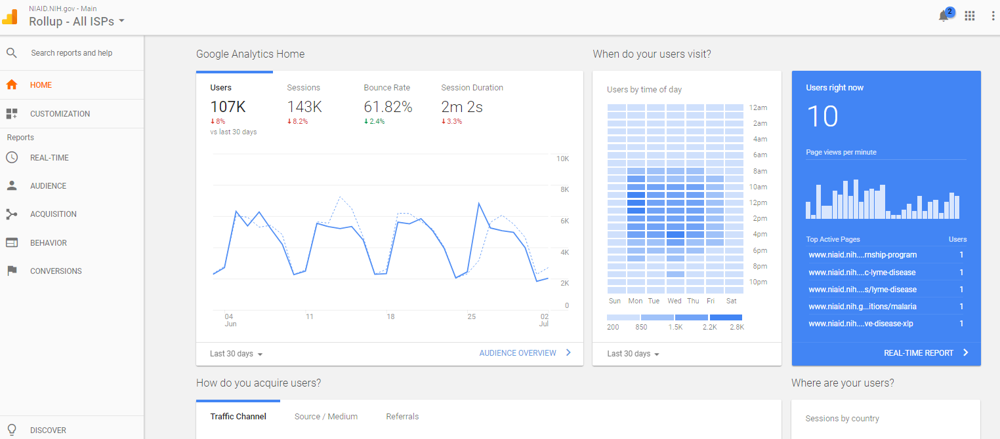 NIAID.NIH.gov - Main
Rollup - All ISPs
2
Search reports and help
HOME
CUSTOMIZATION
Reports
REAL-TIME
AUDIENCE
ACQUISITION
BEHAVIOR
CONVERSIONS
DISCOVER
Google Analytics Home
Users
107K
8%
vs last 30 days
Sessions
143K
8.2%
Bounce Rate
61.82%
2.4%
Session Duration
2m 2s
3.3%
10K
8K
6K
4K
2K
0
04 11 18 25 02
Jun Jul
Last 30 days
AUDIENCE OVERVIEW
When do your users visit?
Users by time of day
12am
2am
4am
6am
8am
10am
12pm
2pm
4pm
6pm
8pm
10pm
Sun Mon Tue Wed Thu Fri Sat
200 850 1.5K 2.2K 2.8K
Last 30 days
Users right now
10
Page views per minute
Top Active Pages Users
www.niaid.nih....rnship-program 1
www.niaid.nih....c-lyme-disease 1
www.niaid.nih....s/lyme-disease 1
www.niaid.nih.g...itions/malaria 1
www.niaid.nih....ve-disease-xlp 1
REAL-TIME REPORT
How do you acquire users?
Traffic Channel Source / Medium Referrals
Where are your users?
Sessions by country